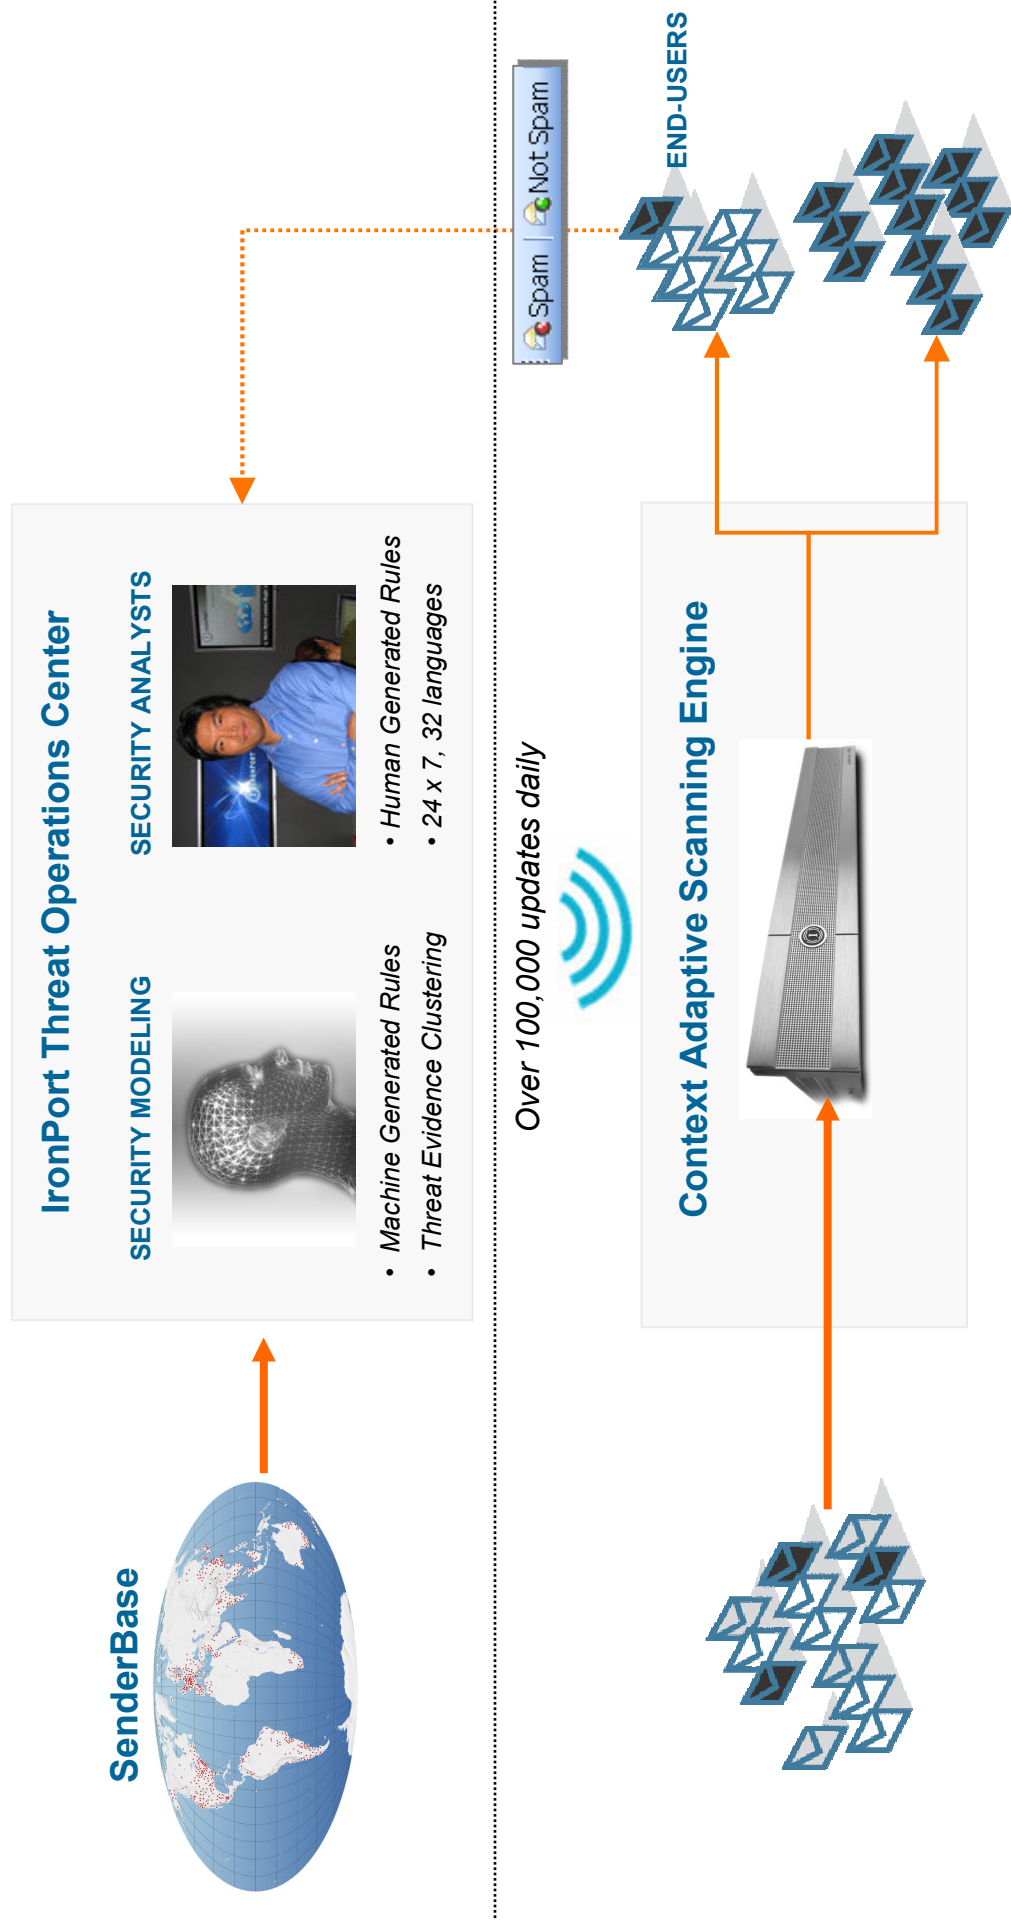 SenderBase
IronPort Threat Operations Center
SECURITY MODELING
• Machine Generated Rules
• Threat Evidence Clustering
SECURITY ANALYSTS
• Human Generated Rules
• 24 x 7, 32 languages
Over 100,000 updates daily
Spam | Not Spam
END-USERS
Context Adaptive Scanning Engine